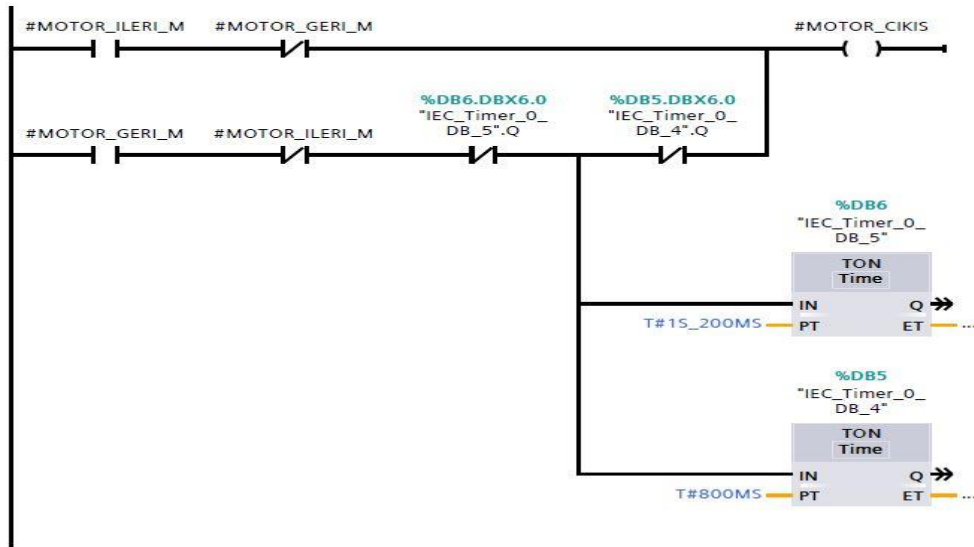 #MOTOR_ILERI_M #MOTOR_GERI_M #MOTOR_CIKIS
%DB6.DBX6.0 %DB5.DBX6.0
"IEC_Timer_0_ "IEC_Timer_0_
DB_5".Q DB_4".Q
#MOTOR_GERI_M #MOTOR_ILERI_M
%DB6
"IEC_Timer_0_
DB_5"
TON
Time
IN Q
T#1S_200MS PT ET ...
%DB5
"IEC_Timer_0_
DB_4"
TON
Time
IN Q
T#800MS PT ET ...